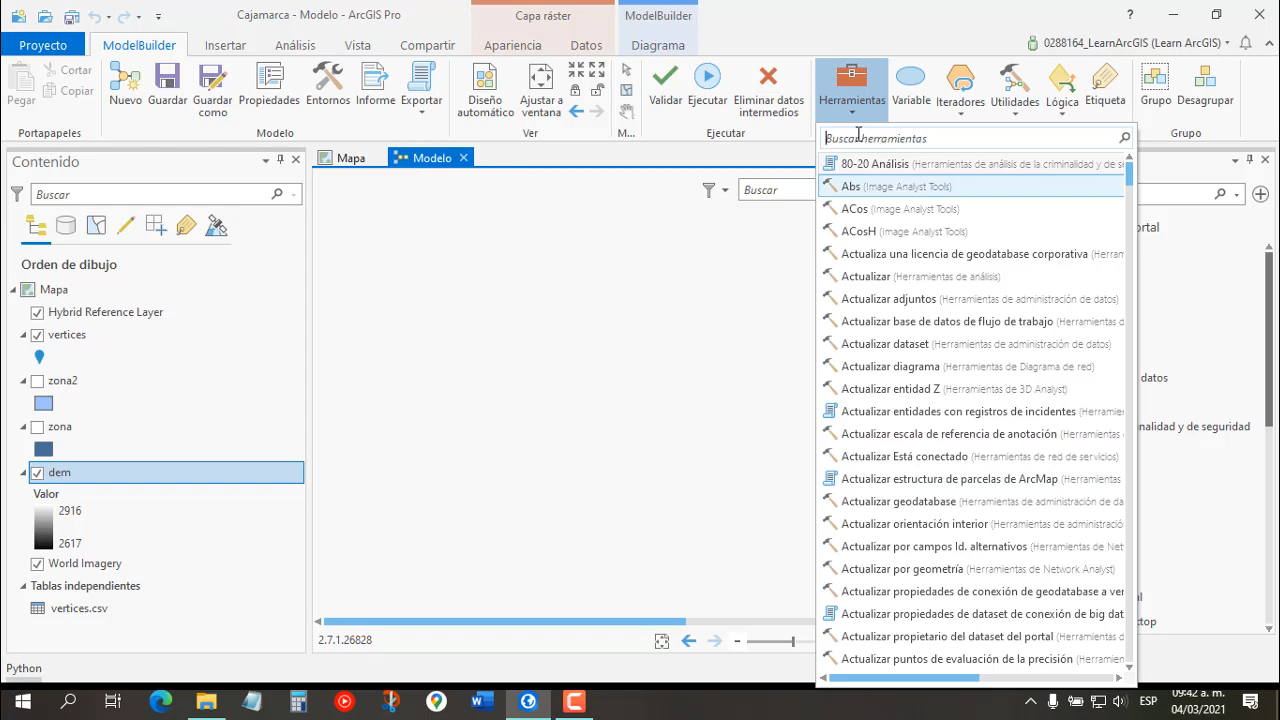 Cajamarca - Modelo - ArcGIS Pro
Capa ráster
ModelBuilder
?
0288164_LearnArcGIS (Learn ArcGIS)
Proyecto
ModelBuilder
Insertar
Análisis
Vista
Compartir
Apariencia
Datos
Diagrama
Pegar
Cortar
Copiar
Nuevo
Guardar
Guardar como
Propiedades
Entornos
Informe
Exportar
Diseño automático
Ajustar a ventana
Validar
Ejecutar
Eliminar datos intermedios
Herramientas
Variable
Iteradores
Utilidades
Lógica
Etiqueta
Grupo
Desagrupar
Portapapeles
Modelo
Ver
M...
Ejecutar
Grupo
Contenido
Buscar
Orden de dibujo
Mapa
Hybrid Reference Layer
vertices
zona2
zona
dem
Valor
2916
2617
World Imagery
Tablas independientes
vertices.csv
Python
Mapa
Modelo
Buscar
2.7.1.26828
Buscar herramientas
80-20 Análisis (Herramientas de análisis de la criminalidad y de se
Abs (Image Analyst Tools)
ACos (Image Analyst Tools)
ACosH (Image Analyst Tools)
Actualiza una licencia de geodatabase corporativa (Herram
Actualizar (Herramientas de análisis)
Actualizar adjuntos (Herramientas de administración de datos)
Actualizar base de datos de flujo de trabajo (Herramientas d
Actualizar dataset (Herramientas de administración de datos)
Actualizar diagrama (Herramientas de Diagrama de red)
Actualizar entidad Z (Herramientas de 3D Analyst)
Actualizar entidades con registros de incidentes (Herramie
Actualizar escala de referencia de anotación (Herramientas
Actualizar Está conectado (Herramientas de red de servicios)
Actualizar estructura de parcelas de ArcMap (Herramientas
Actualizar geodatabase (Herramientas de administración de da
Actualizar orientación interior (Herramientas de administració
Actualizar por campos Id. alternativos (Herramientas de Net
Actualizar por geometría (Herramientas de Network Analyst)
Actualizar propiedades de conexión de geodatabase a ver
Actualizar propiedades de dataset de conexión de big dat
Actualizar propietario del dataset del portal (Herramientas d
Actualizar puntos de evaluación de la precisión (Herramien
ortal
datos
nalidad y de seguridad
al
ctop
ESP
09:42 a. m.
04/03/2021